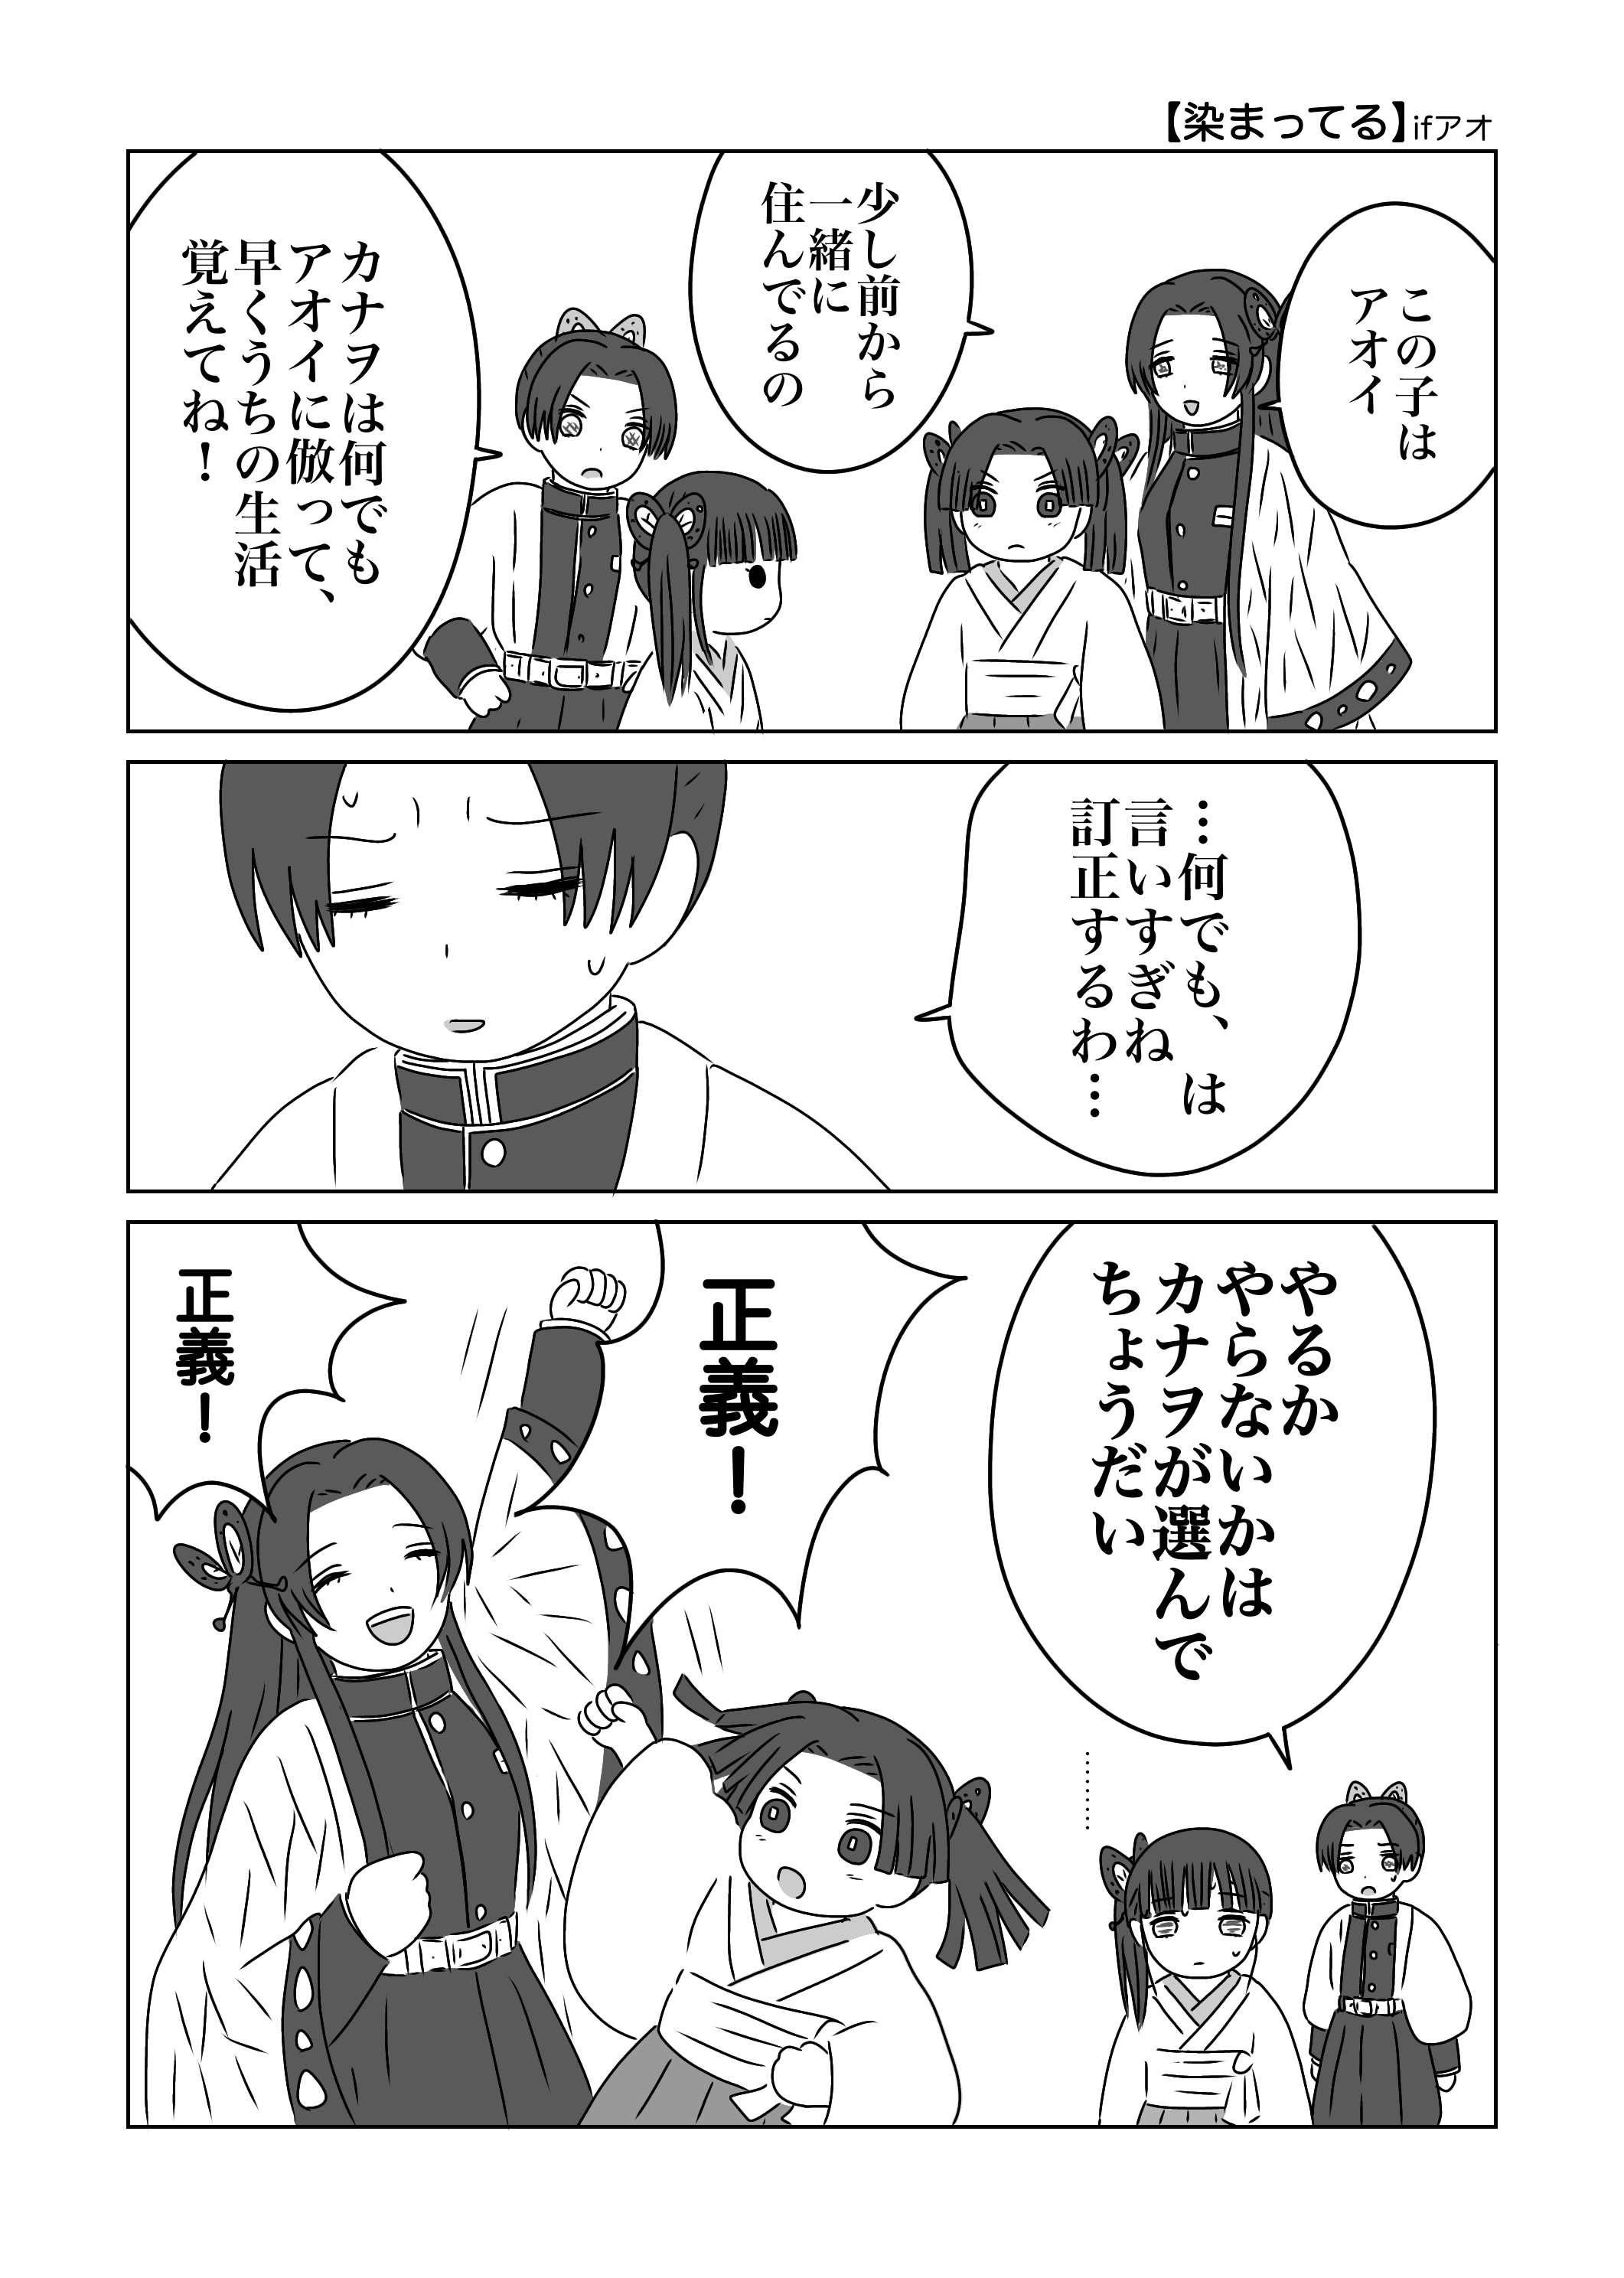 【染まってる】ifアオ
この子は
アオイ
少し前から
一緒に
住んでるの
カナヲは何でも
アオイに倣って、
早くうちの生活
覚えてね！
…何でも、は
言いすぎね
訂正するわ…
やるか
やらないかは
カナヲが選んで
ちょうだい
………
正義！
正義！